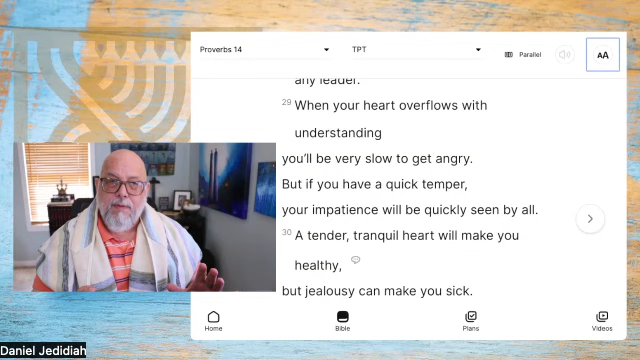 Proverbs 14
TPT
Parallel
AA
any leader.
29 When your heart overflows with
understanding
you'll be very slow to get angry.
But if you have a quick temper,
your impatience will be quickly seen by all.
30 A tender, tranquil heart will make you
healthy,
but jealousy can make you sick.
Home
Bible
Plans
Videos
Daniel Jedidiah